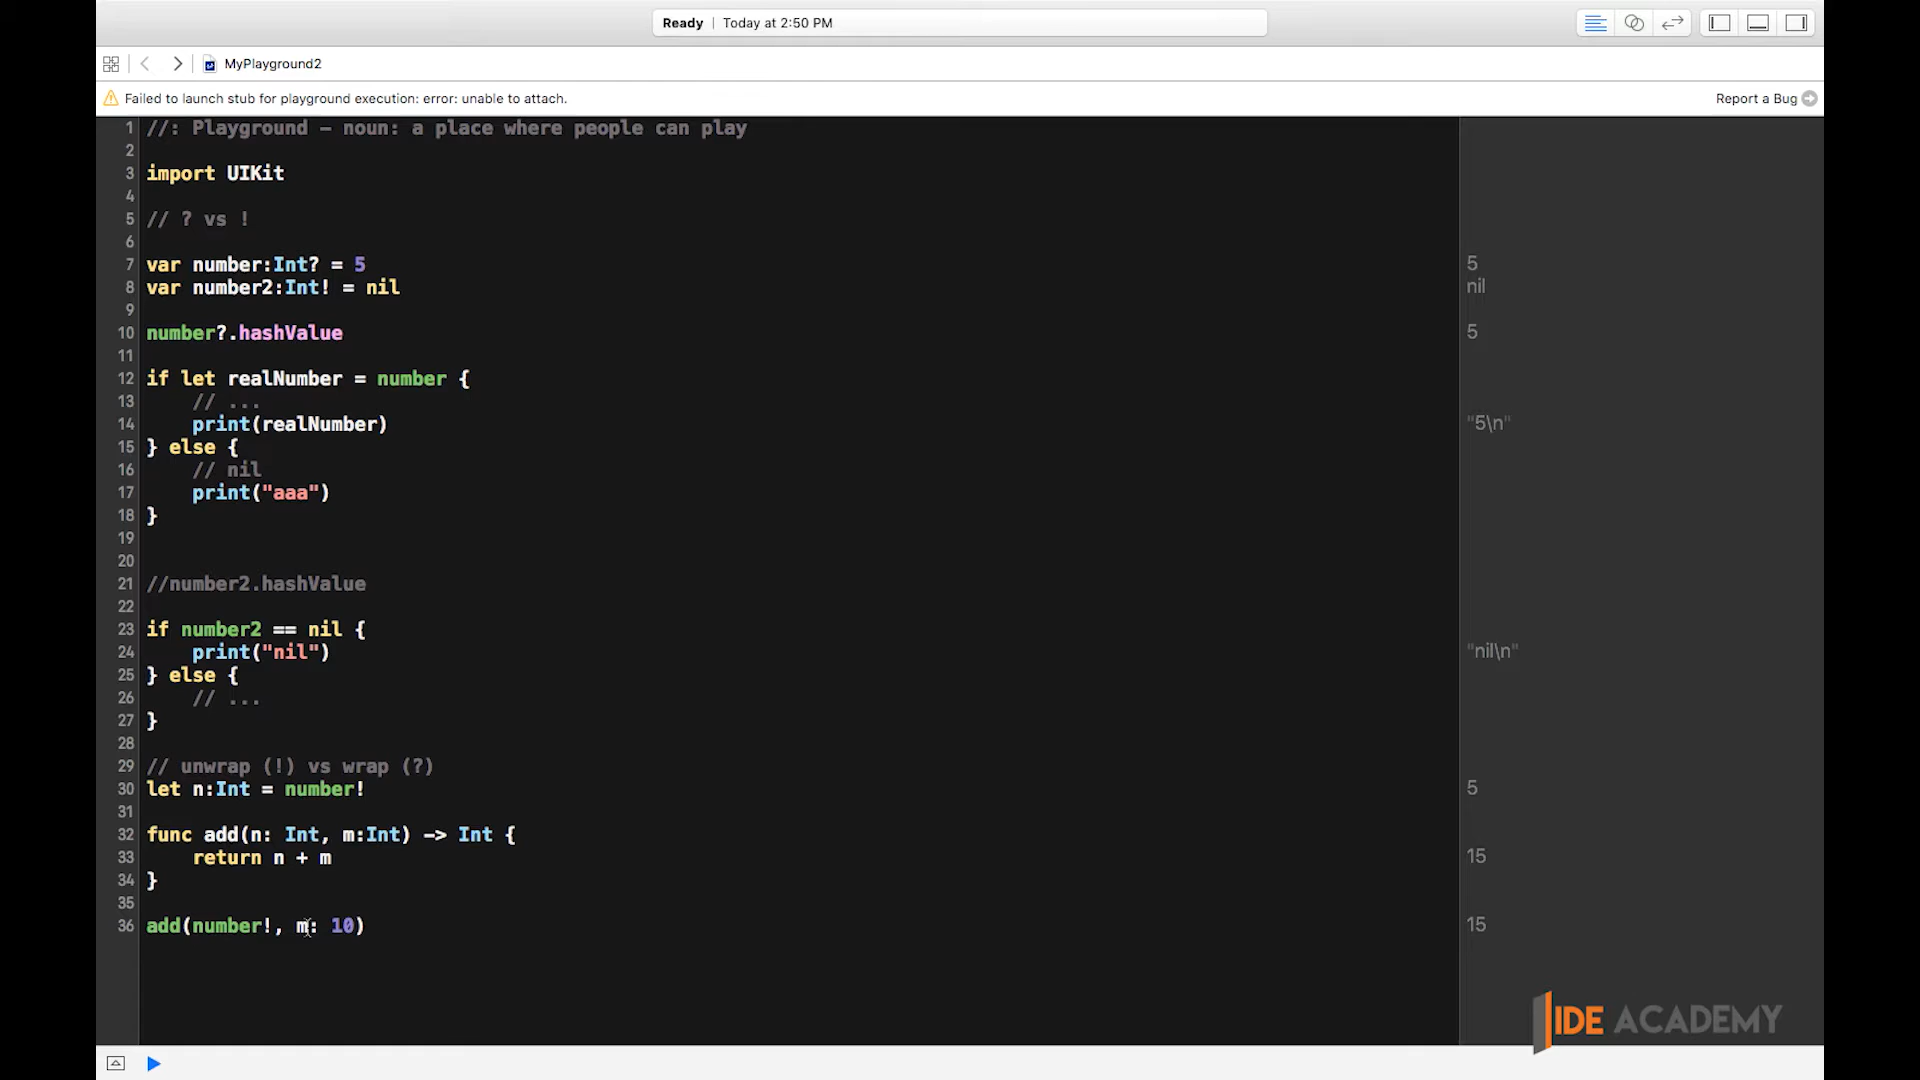 Ready | Today at 2:50 PM
MyPlayground2
Failed to launch stub for playground execution: error: unable to attach.
Report a Bug
1 //: Playground - noun: a place where people can play
2
3 import UIKit
4
5 // ? vs !
6
7 var number:Int? = 5 5
8 var number2:Int! = nil nil
9
10 number?.hashValue 5
11
12 if let realNumber = number {
13     // ...
14     print(realNumber) "5\n"
15 } else {
16     // nil
17     print("aaa")
18 }
19
20
21 //number2.hashValue
22
23 if number2 == nil {
24     print("nil") "nil\n"
25 } else {
26     // ...
27 }
28
29 // unwrap (!) vs wrap (?)
30 let n:Int = number! 5
31
32 func add(n: Int, m:Int) -> Int {
33     return n + m 15
34 }
35
36 add(number!, m: 10) 15
IDE ACADEMY